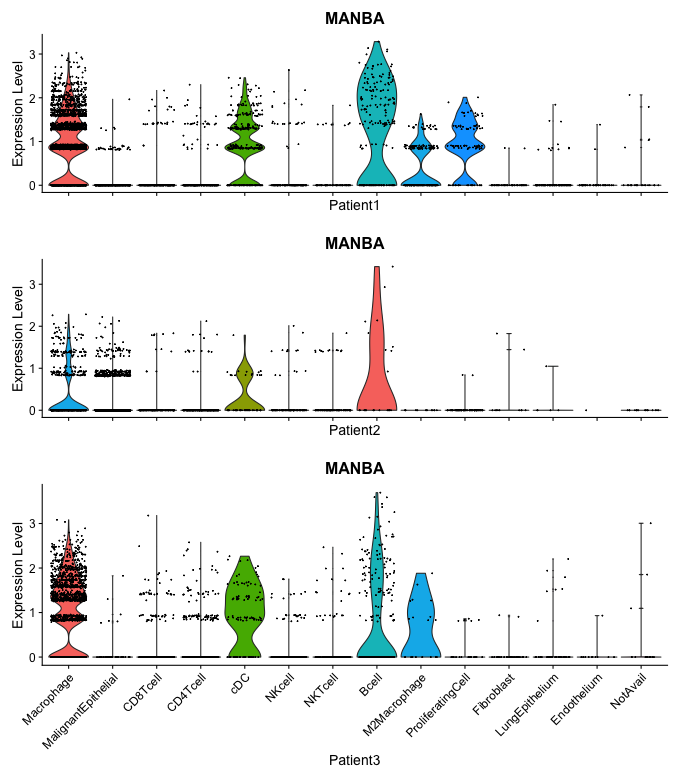 MANBA
Expression Level
3
2
1
0
Patient1
MANBA
Expression Level
3
2
1
0
Patient2
MANBA
Expression Level
3
2
1
0
Macrophage
MalignantEpithelial
CD8Tcell
CD4Tcell
cDC
NKcell
NKTcell
Bcell
M2Macrophage
ProliferatingCell
Fibroblast
LungEpithelium
Endothelium
NotAvail
Patient3